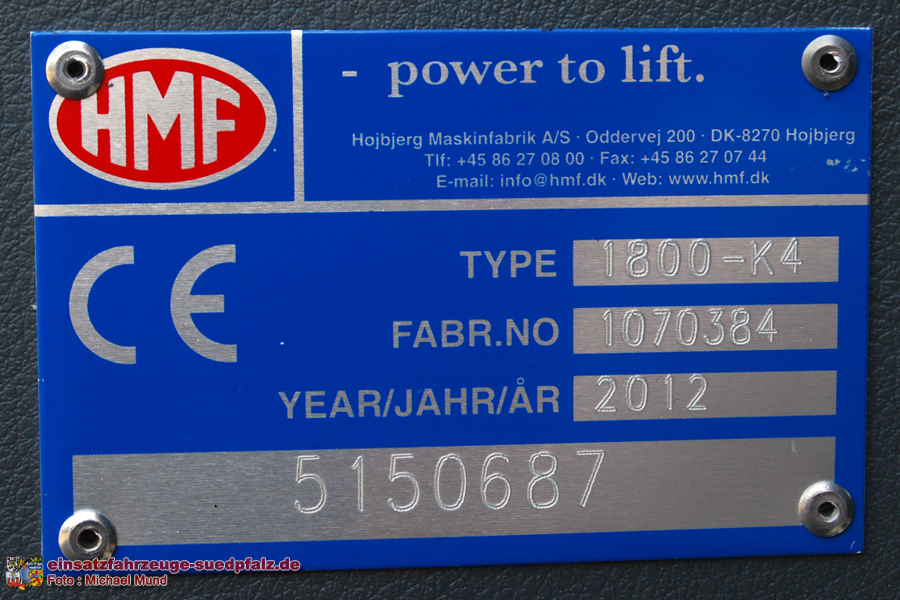 HMF
- power to lift.
Hojbjerg Maskinfabrik A/S · Oddervej 200 · DK-8270 Hojbjerg
Tlf: +45 86 27 08 00 · Fax: +45 86 27 07 44
E-mail: info@hmf.dk · Web: www.hmf.dk
CE
TYPE 1800-K4
FABR.NO 1070384
YEAR/JAHR/ÅR 2012
5150687
einsatzfahrzeuge-suedpfalz.de
Foto : Michael Mund